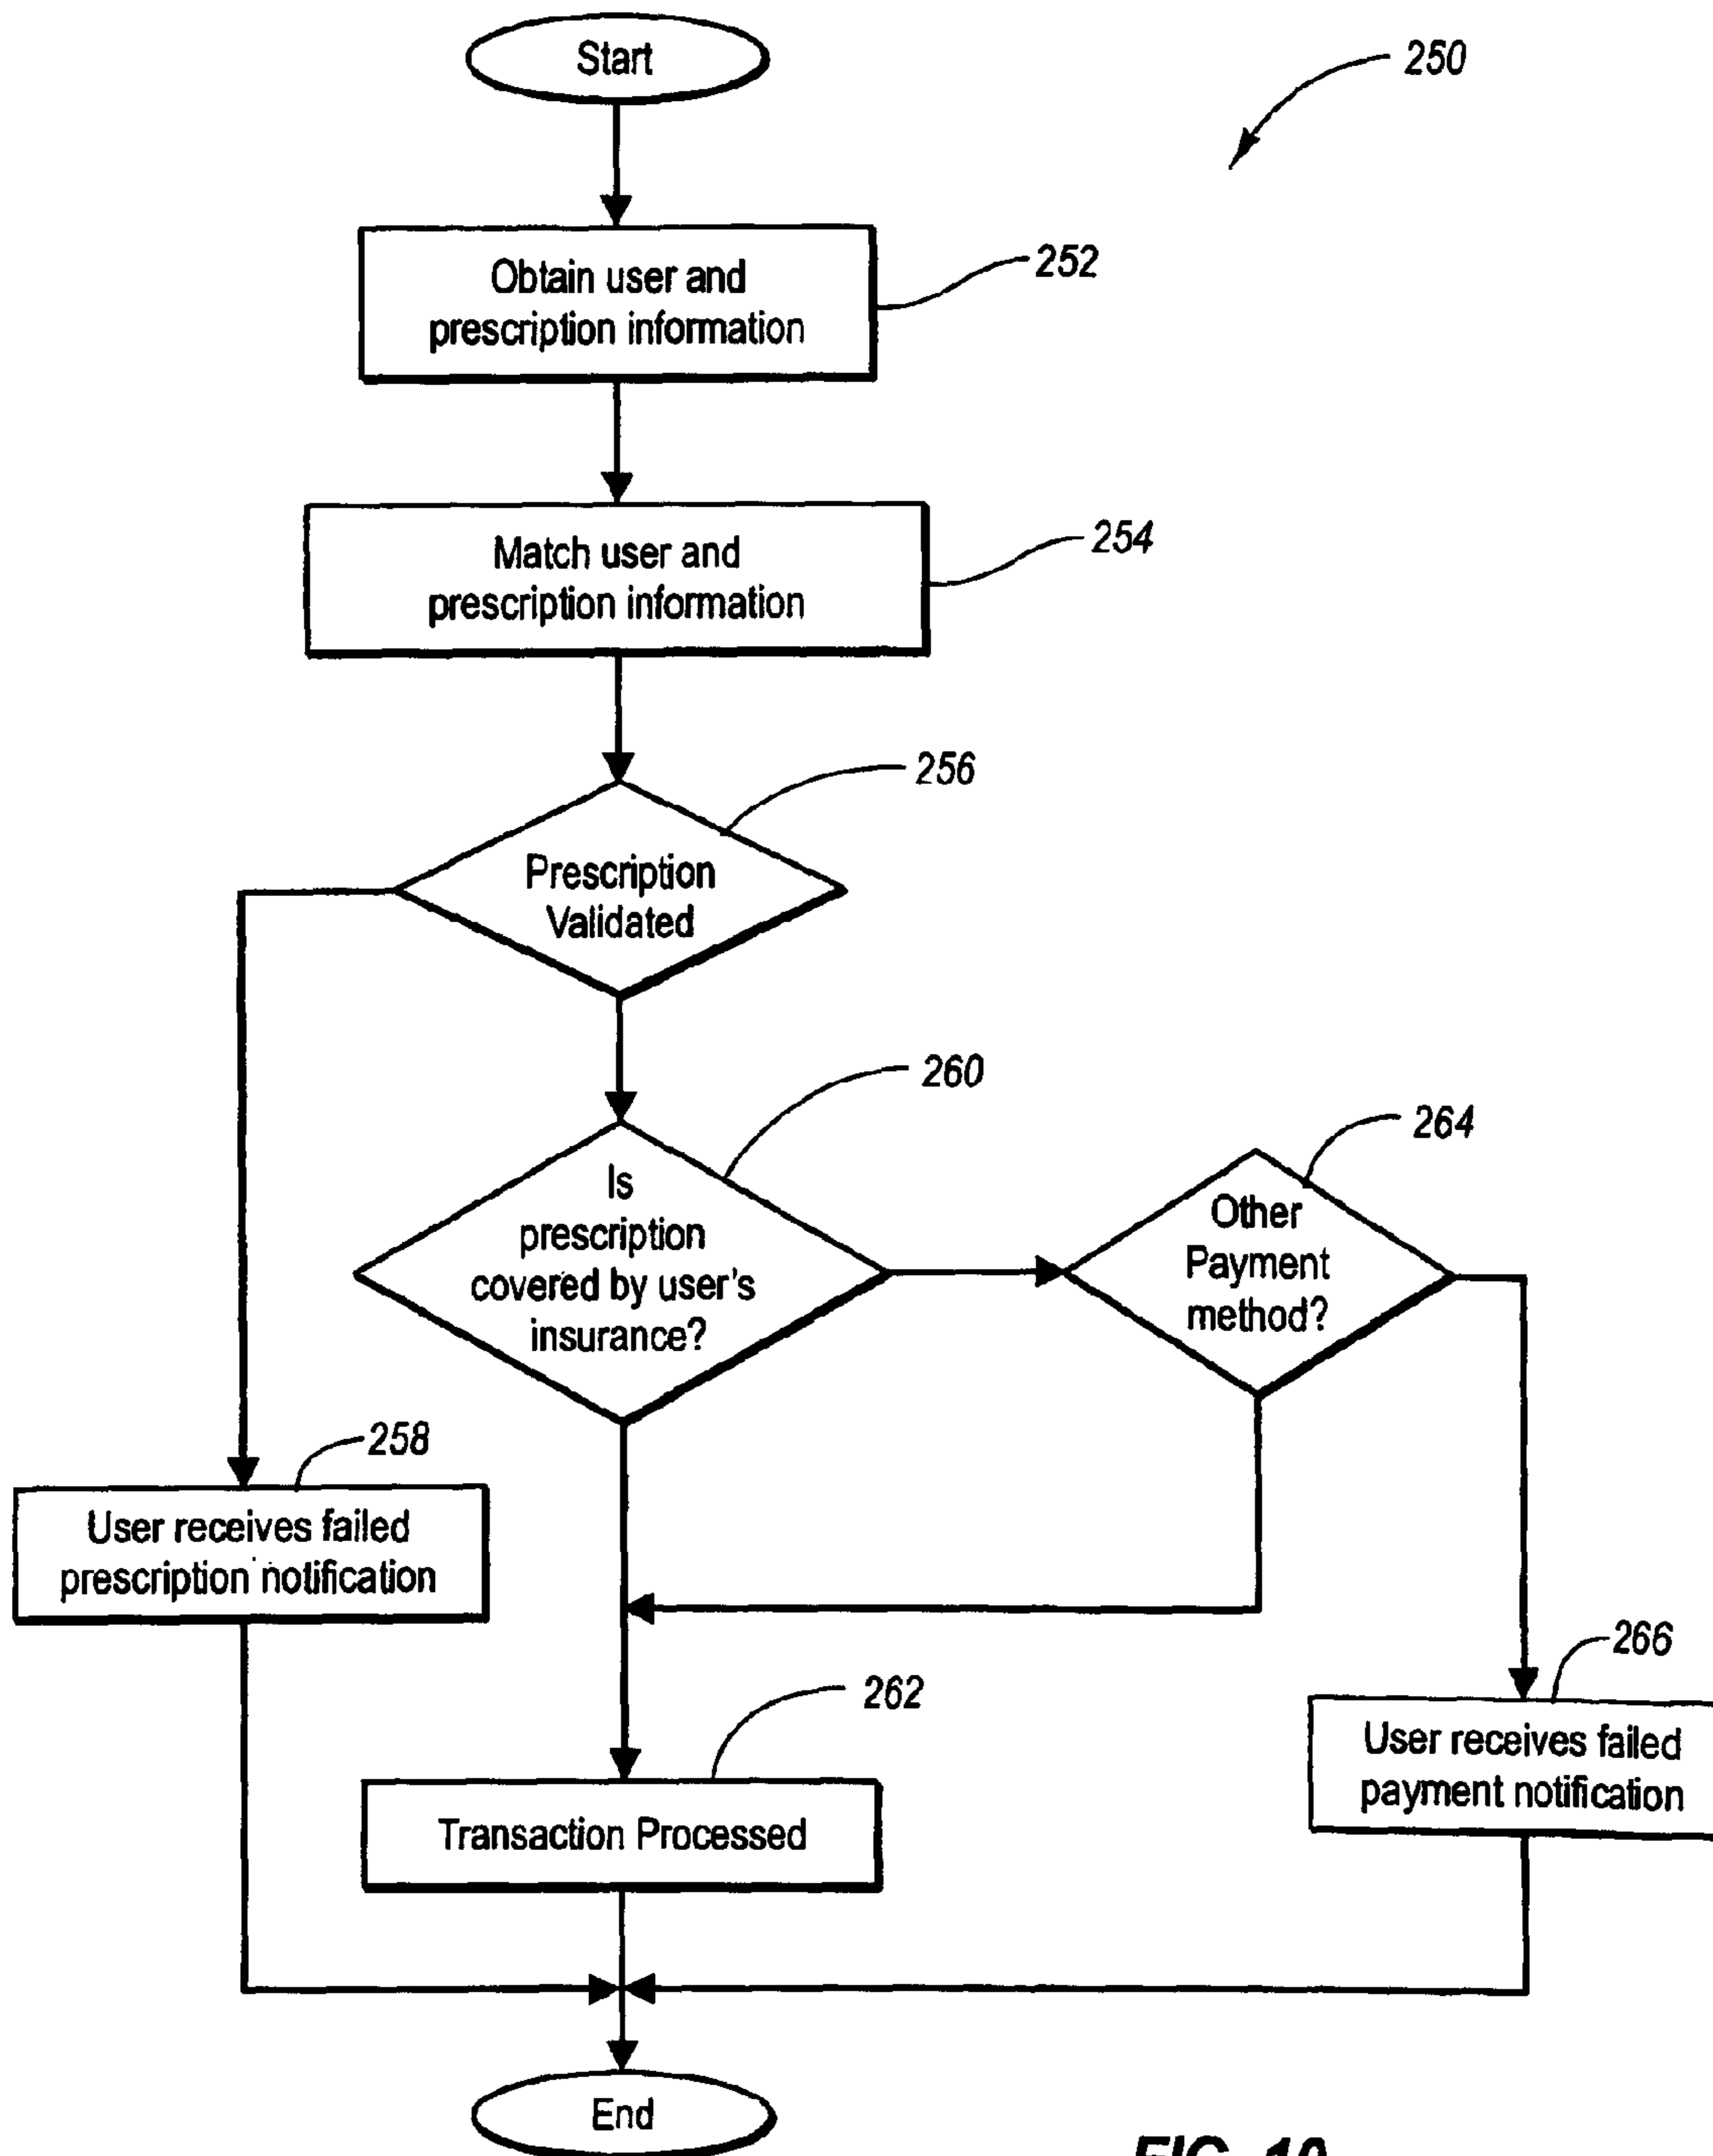 Start
250
Obtain user and
prescription information
252
Match user and
prescription information
254
256
Prescription
Validated
260
Is
prescription
covered by user's
insurance?
264
Other
Payment
method?
258
User receives failed
prescription notification
266
User receives failed
payment notification
262
Transaction Processed
End